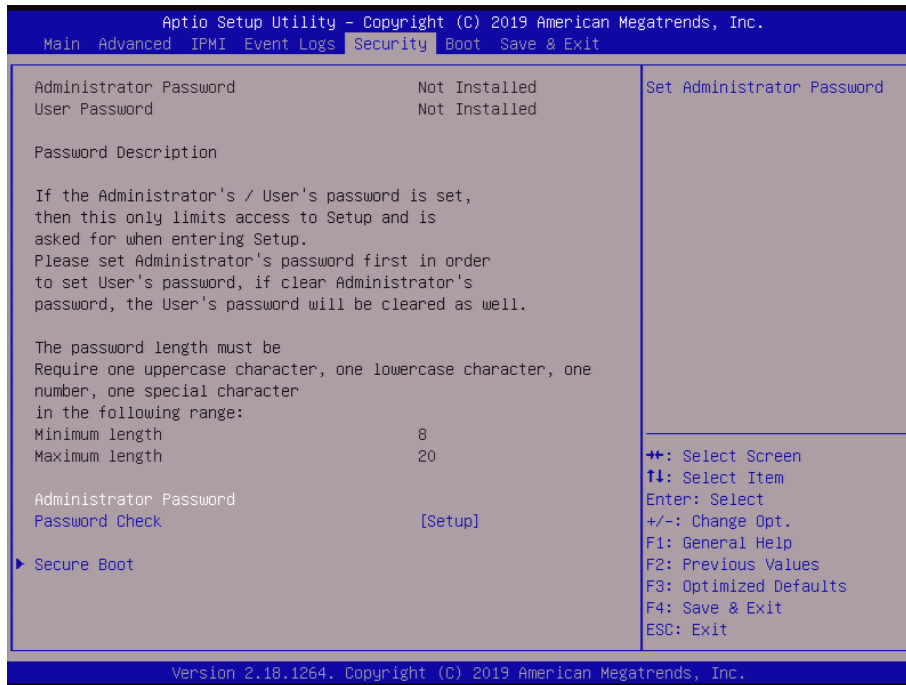 Aptio Setup Utility – Copyright (C) 2019 American Megatrends, Inc.
Main Advanced IPMI Event Logs Security Boot Save & Exit
Administrator Password Not Installed
User Password Not Installed
Password Description
If the Administrator's / User's password is set,
then this only limits access to Setup and is
asked for when entering Setup.
Please set Administrator's password first in order
to set User's password, if clear Administrator's
password, the User's password will be cleared as well.
The password length must be
Require one uppercase character, one lowercase character, one
number, one special character
in the following range:
Minimum length 8
Maximum length 20
Administrator Password
Password Check [Setup]
▶ Secure Boot
Set Administrator Password
→←: Select Screen
↑↓: Select Item
Enter: Select
+/-: Change Opt.
F1: General Help
F2: Previous Values
F3: Optimized Defaults
F4: Save & Exit
ESC: Exit
Version 2.18.1264. Copyright (C) 2019 American Megatrends, Inc.